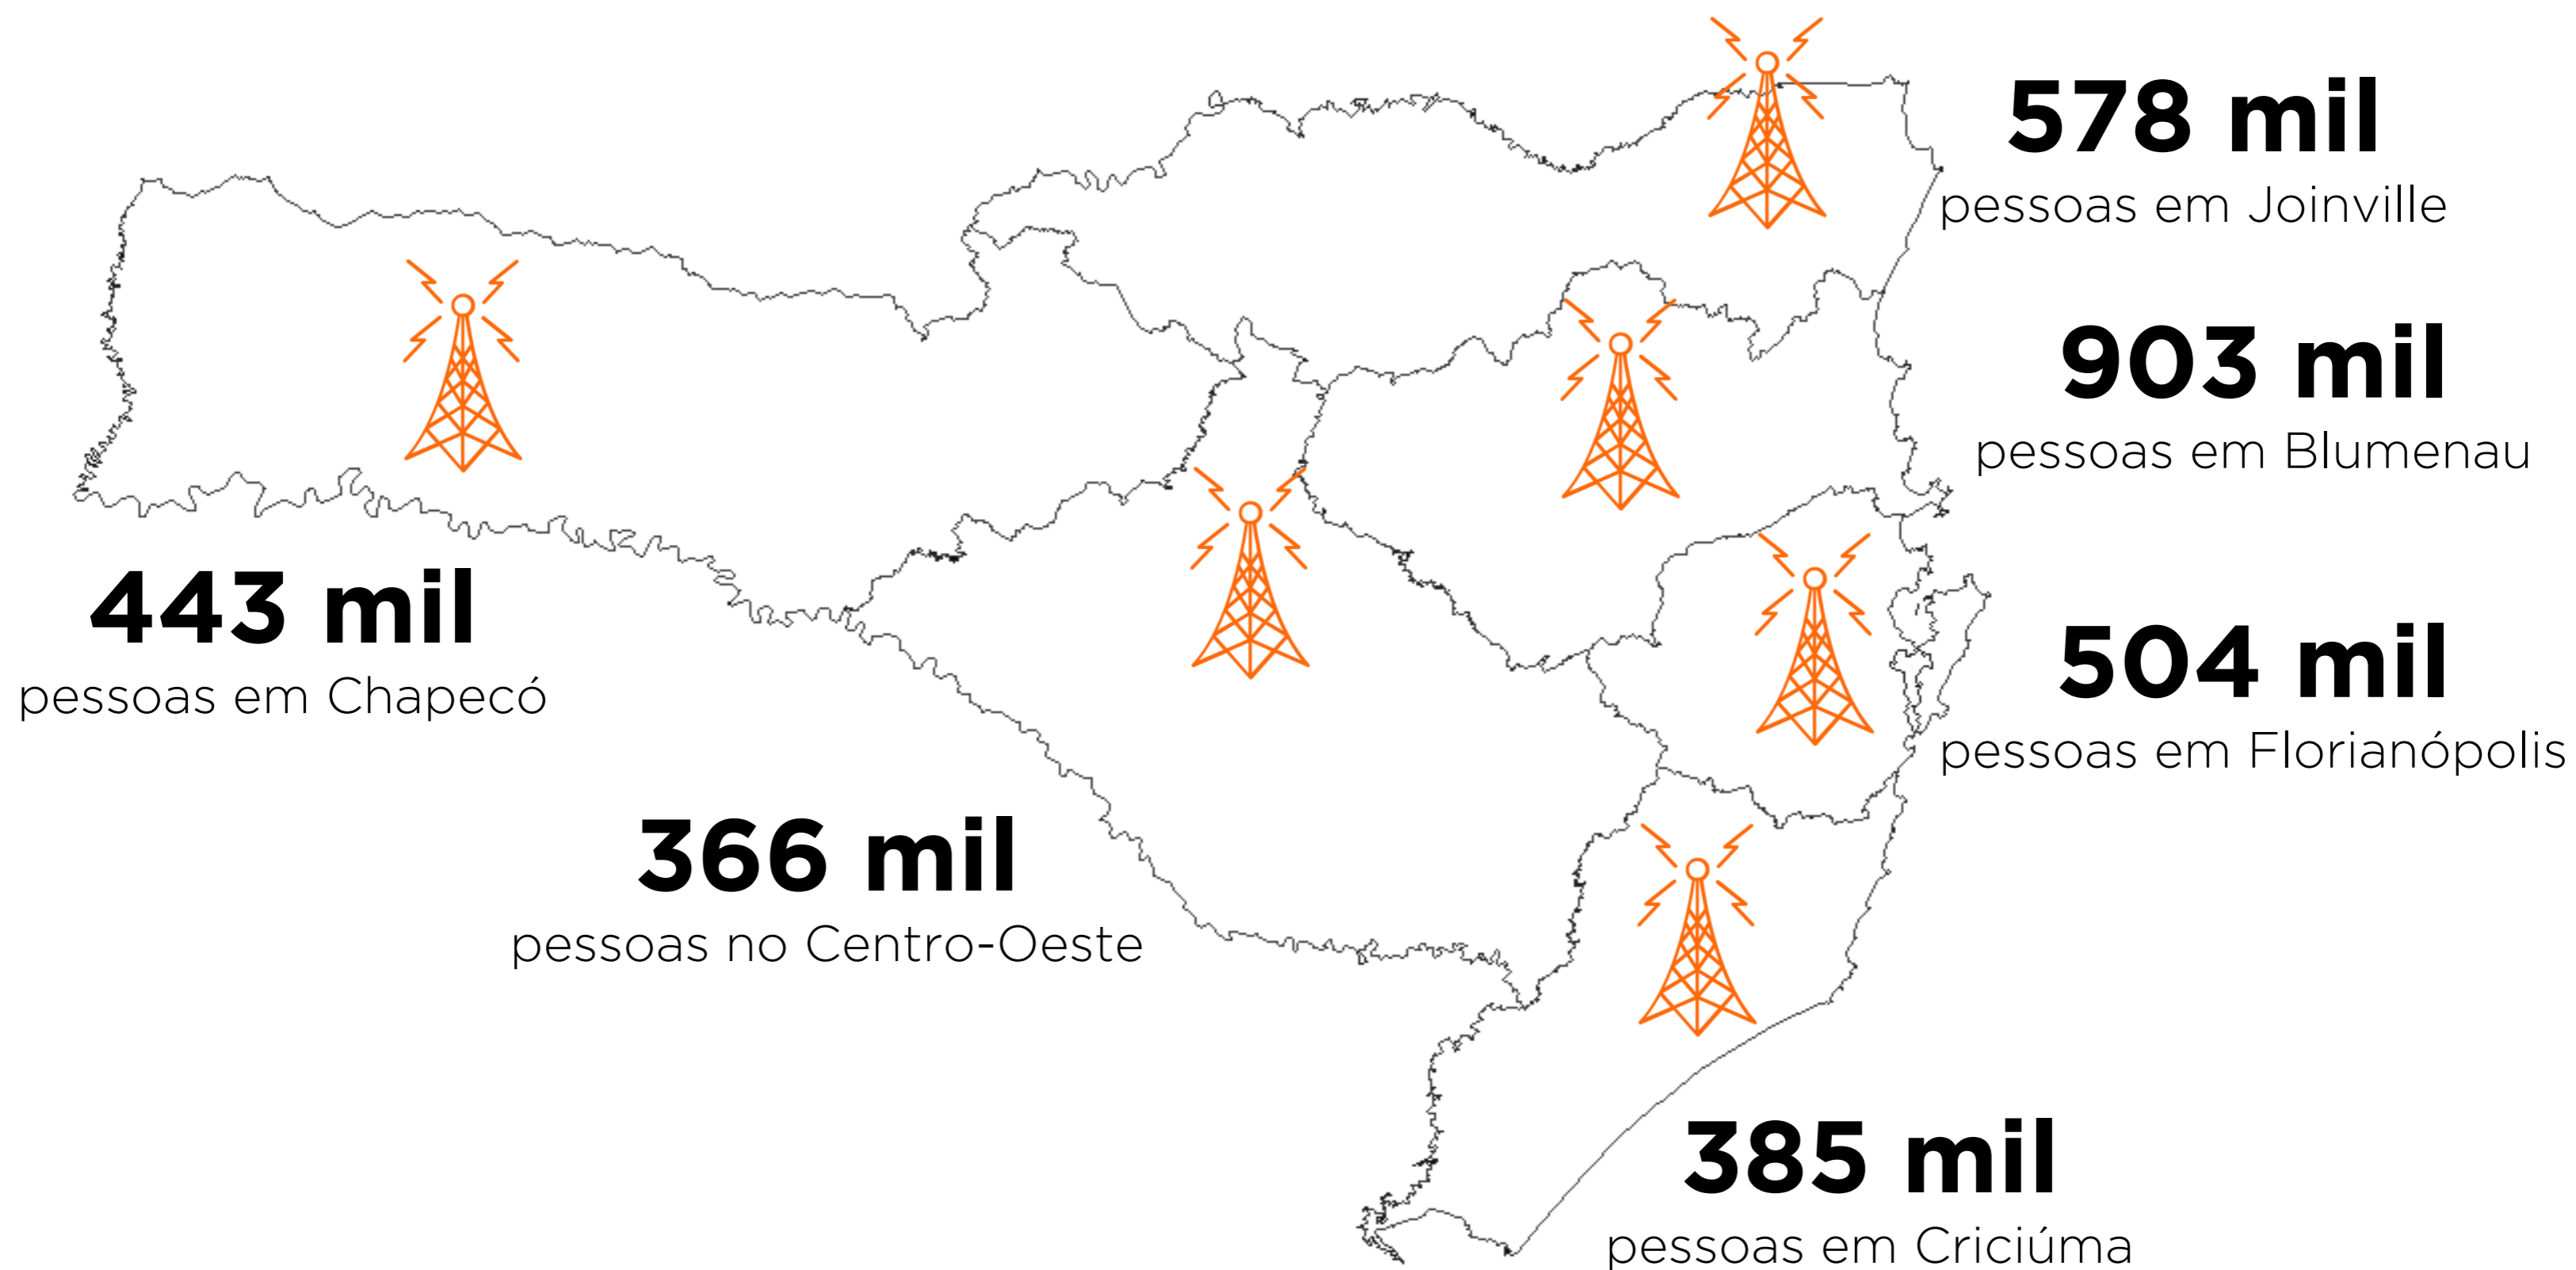 578 mil
pessoas em Joinville
903 mil
pessoas em Blumenau
443 mil
pessoas em Chapecó
504 mil
pessoas em Florianópolis
366 mil
pessoas no Centro-Oeste
385 mil
pessoas em Criciúma